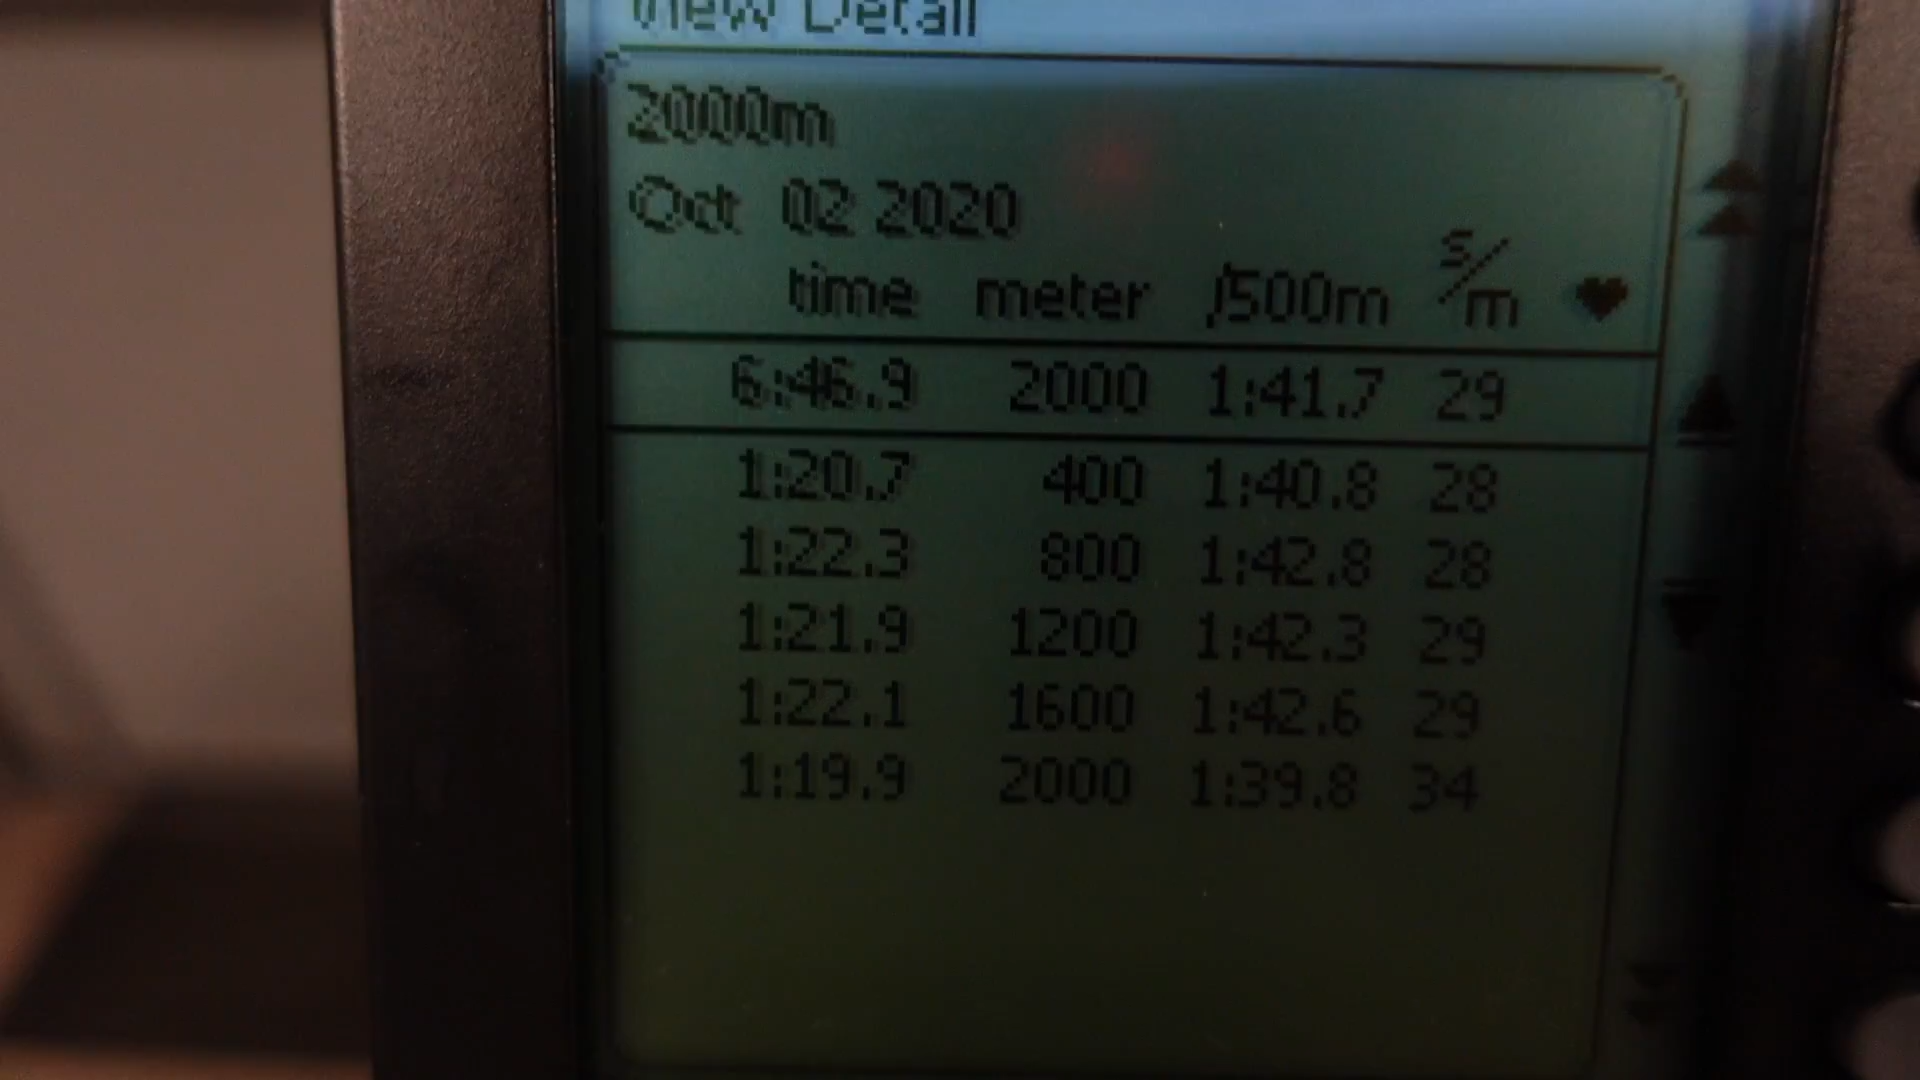 View Detail
2000m
Oct 02 2020
time meter /500m s/m ♥
6:46.9 2000 1:41.7 29
1:20.7 400 1:40.8 28
1:22.3 800 1:42.8 28
1:21.9 1200 1:42.3 29
1:22.1 1600 1:42.6 29
1:19.9 2000 1:39.8 34